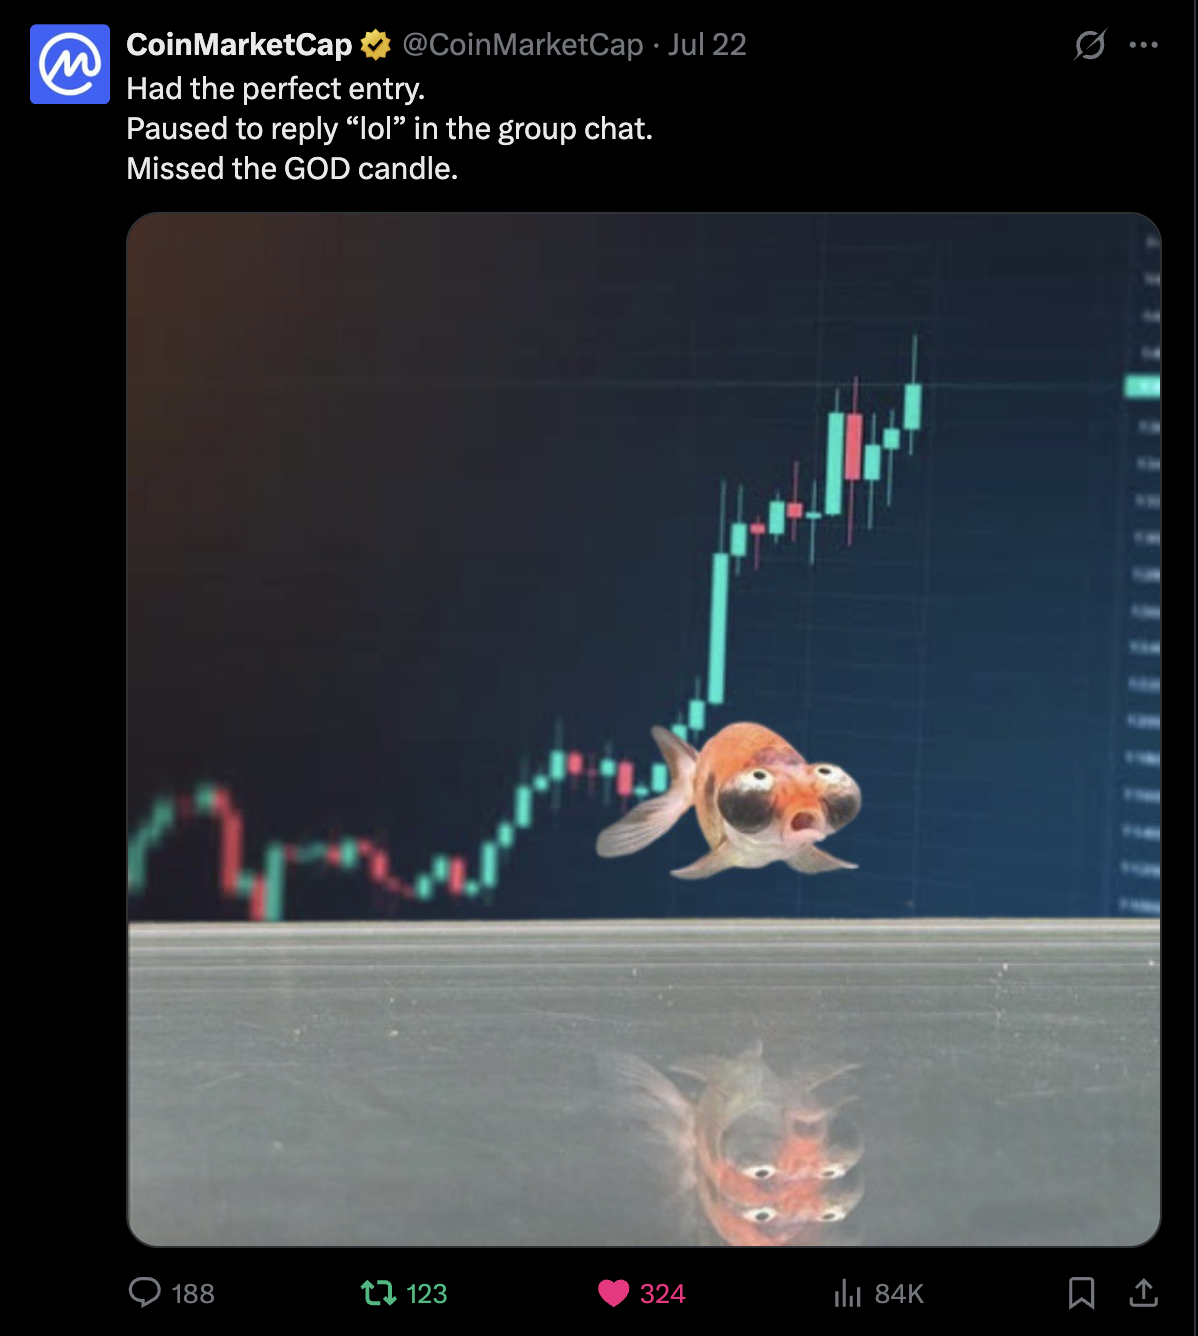 CoinMarketCap @CoinMarketCap · Jul 22
Had the perfect entry.
Paused to reply “lol” in the group chat.
Missed the GOD candle.
188 123 324 84K